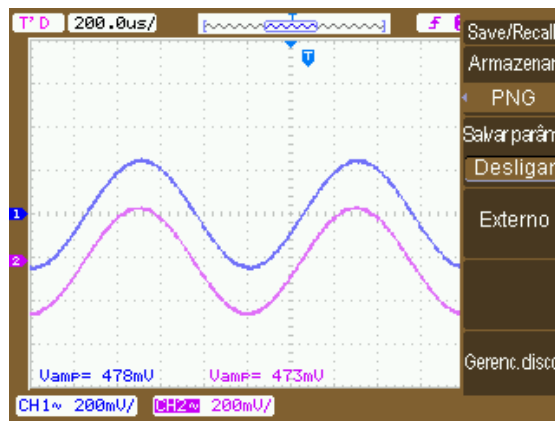 T'D 200.0us/
T
Save/Recall
Armazenar
PNG
Salvar parâm
Desligar
Externo
Gerenc.disco
T
1
2
Vamp= 478mV Vamp= 473mV
CH1~ 200mV/ CH2~ 200mV/